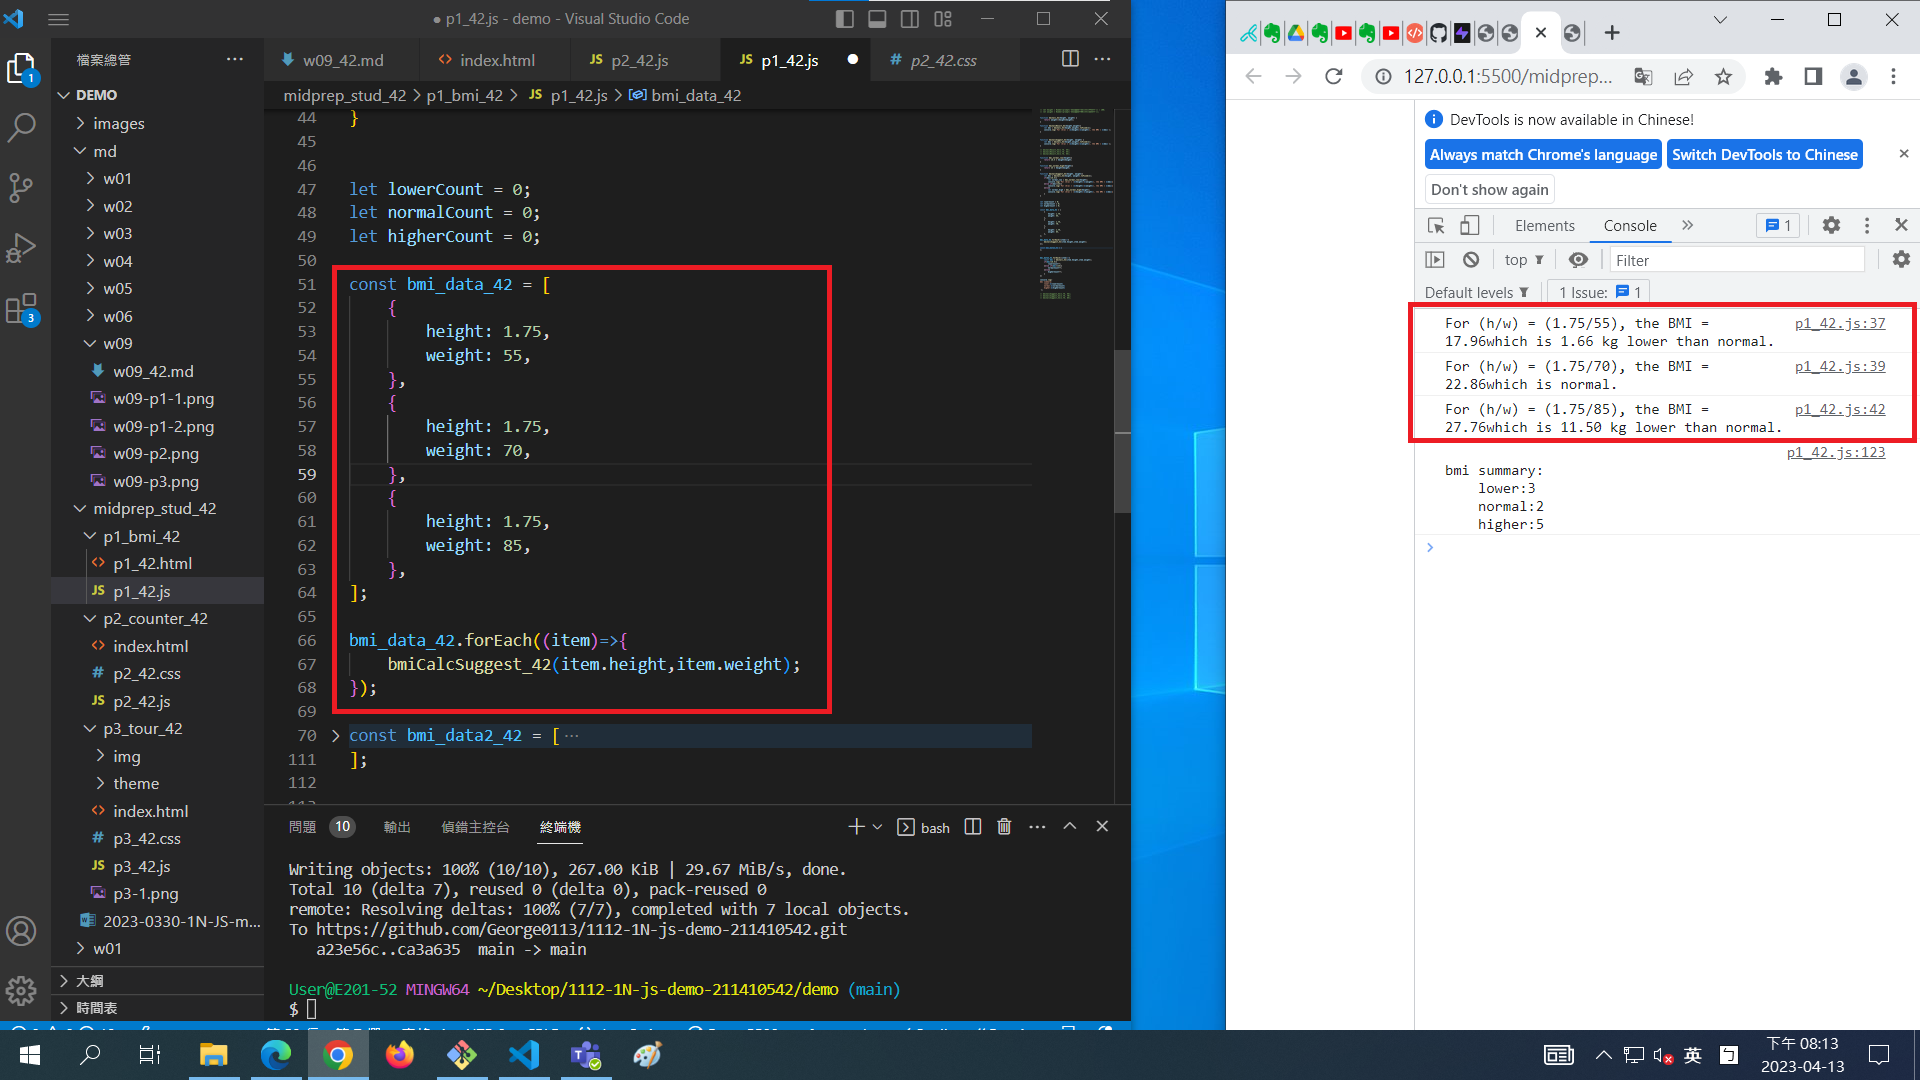 ● p1_42.js - demo - Visual Studio Code
檔案總管
DEMO
images
md
w01
w02
w03
w04
w05
w06
w09
w09_42.md
w09-p1-1.png
w09-p1-2.png
w09-p2.png
w09-p3.png
midprep_stud_42
p1_bmi_42
p1_42.html
JS p1_42.js
p2_counter_42
index.html
# p2_42.css
JS p2_42.js
p3_tour_42
img
theme
index.html
# p3_42.css
JS p3_42.js
p3-1.png
2023-0330-1N-JS-m...
w01
大綱
時間表
1
3
w09_42.md
index.html
JS p2_42.js
JS p1_42.js
# p2_42.css
midprep_stud_42 > p1_bmi_42 > JS p1_42.js > bmi_data_42
44 }
45
46
47 let lowerCount = 0;
48 let normalCount = 0;
49 let higherCount = 0;
50
51 const bmi_data_42 = [
52 {
53 height: 1.75,
54 weight: 55,
55 },
56 {
57 height: 1.75,
58 weight: 70,
59 },
60 {
61 height: 1.75,
62 weight: 85,
63 },
64 ];
65
66 bmi_data_42.forEach((item)=>{
67 bmiCalcSuggest_42(item.height,item.weight);
68 });
69
70 const bmi_data2_42 = [ ...
111 ];
112
問題 10 輸出 偵錯主控台 終端機
bash
Writing objects: 100% (10/10), 267.00 KiB | 29.67 MiB/s, done.
Total 10 (delta 7), reused 0 (delta 0), pack-reused 0
remote: Resolving deltas: 100% (7/7), completed with 7 local objects.
To https://github.com/George0113/1112-1N-js-demo-211410542.git
a23e56c..ca3a635 main -> main
User@E201-52 MINGW64 ~/Desktop/1112-1N-js-demo-211410542/demo (main)
$
127.0.0.1:5500/midprep...
DevTools is now available in Chinese!
Always match Chrome's language
Switch DevTools to Chinese
Don't show again
Elements
Console
1
top
Filter
Default levels
1 Issue: 1
For (h/w) = (1.75/55), the BMI = p1_42.js:37
17.96which is 1.66 kg lower than normal.
For (h/w) = (1.75/70), the BMI = p1_42.js:39
22.86which is normal.
For (h/w) = (1.75/85), the BMI = p1_42.js:42
27.76which is 11.50 kg lower than normal.
p1_42.js:123
bmi summary:
lower:3
normal:2
higher:5
英
下午 08:13
2023-04-13